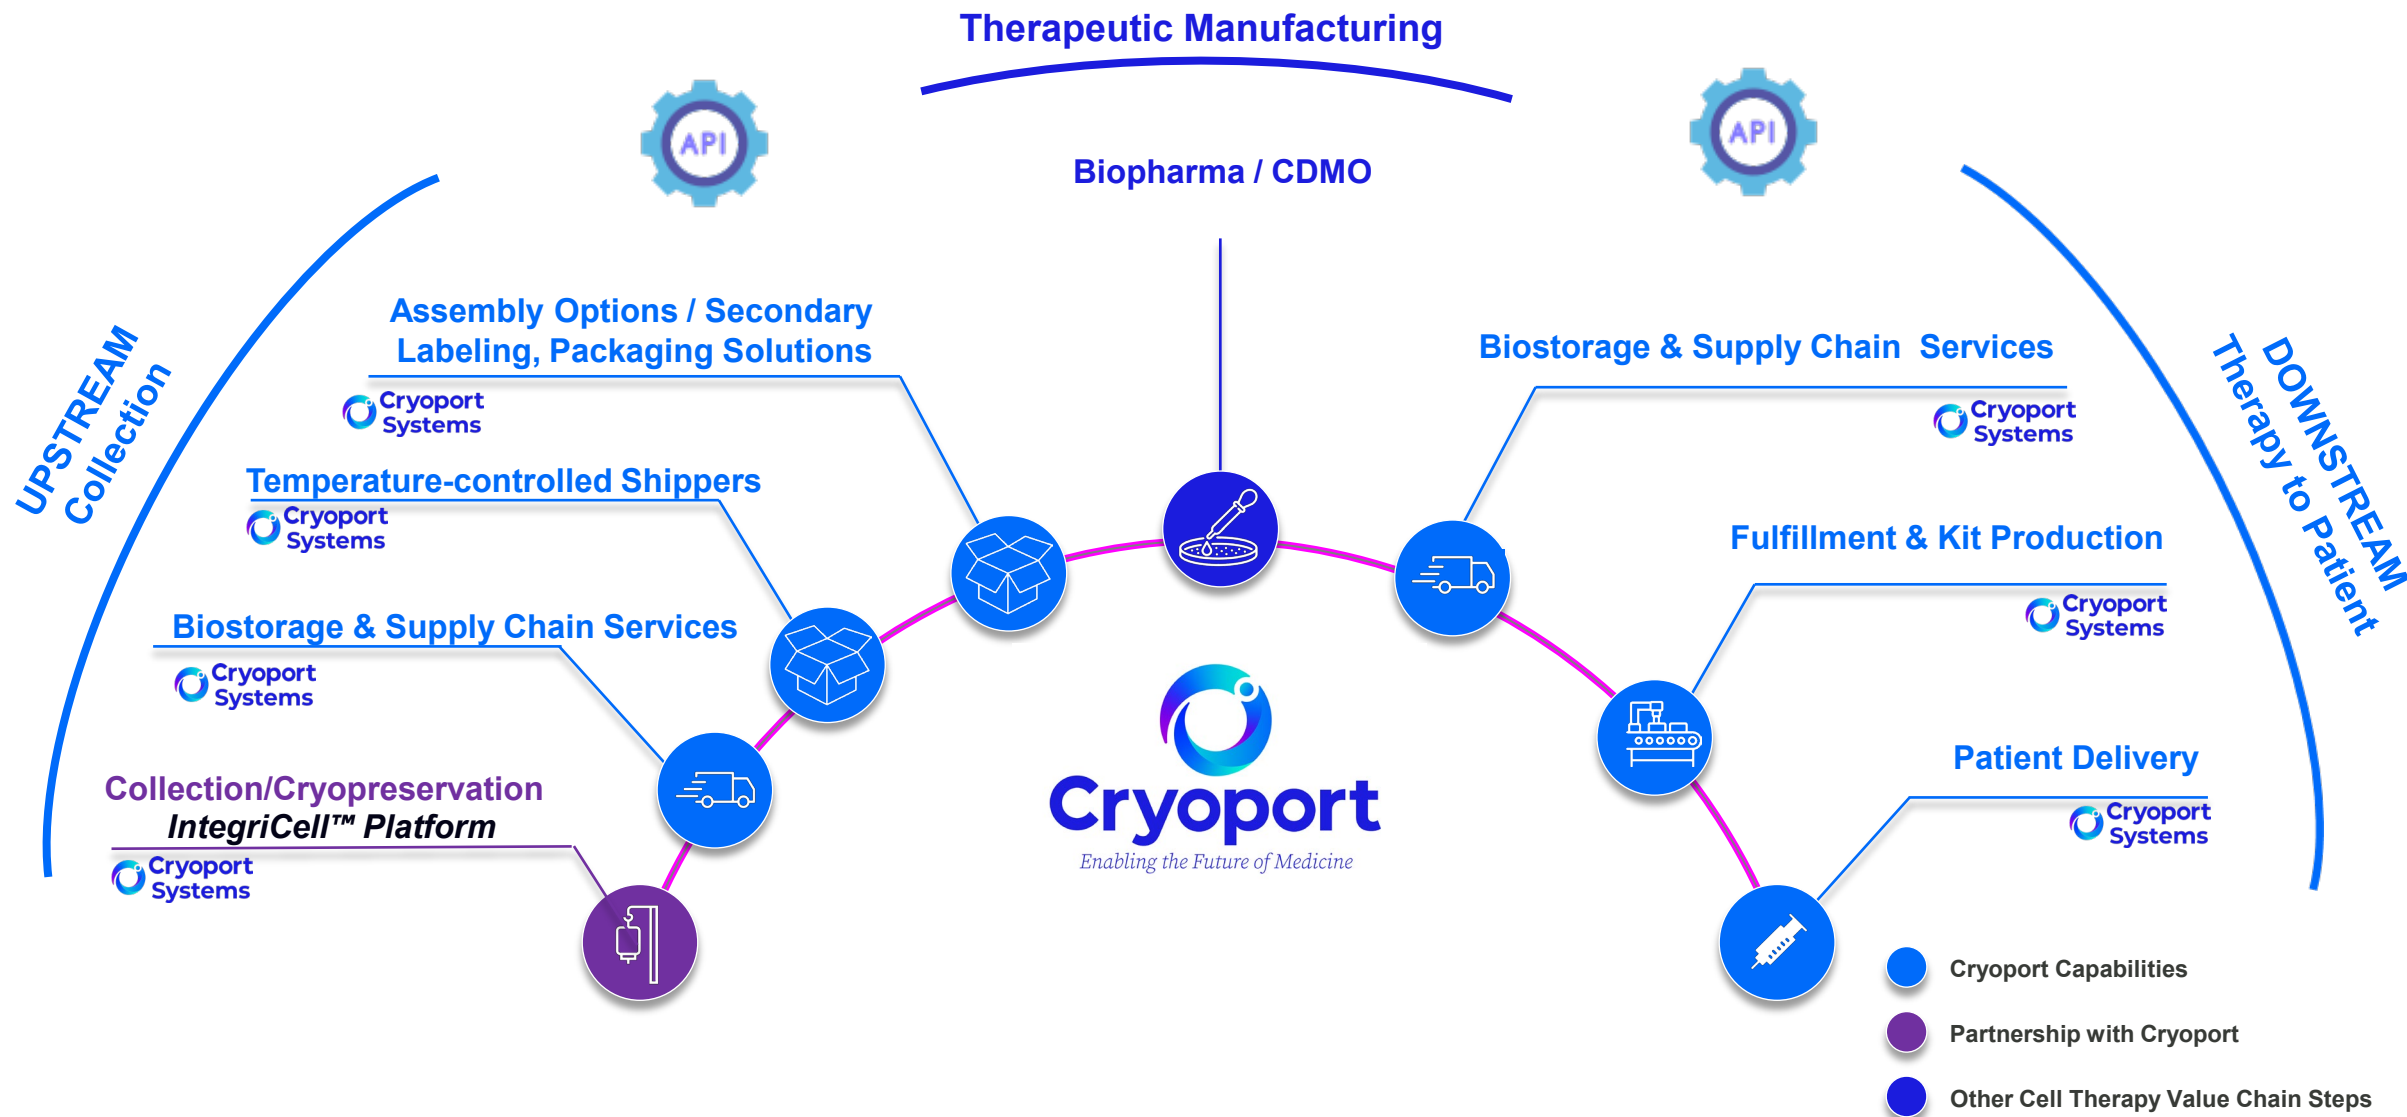 Therapeutic Manufacturing
API
API
Biopharma / CDMO
UPSTREAM
Collection
Assembly Options / Secondary
Labeling, Packaging Solutions
Cryoport
Systems
Temperature-controlled Shippers
Cryoport
Systems
Biostorage & Supply Chain Services
Cryoport
Systems
Collection/Cryopreservation
IntegriCell™ Platform
Cryoport
Systems
Cryoport
Enabling the Future of Medicine
Biostorage & Supply Chain Services
Cryoport
Systems
Fulfillment & Kit Production
Cryoport
Systems
Patient Delivery
Cryoport
Systems
DOWNSTREAM
Therapy to Patient
Cryoport Capabilities
Partnership with Cryoport
Other Cell Therapy Value Chain Steps